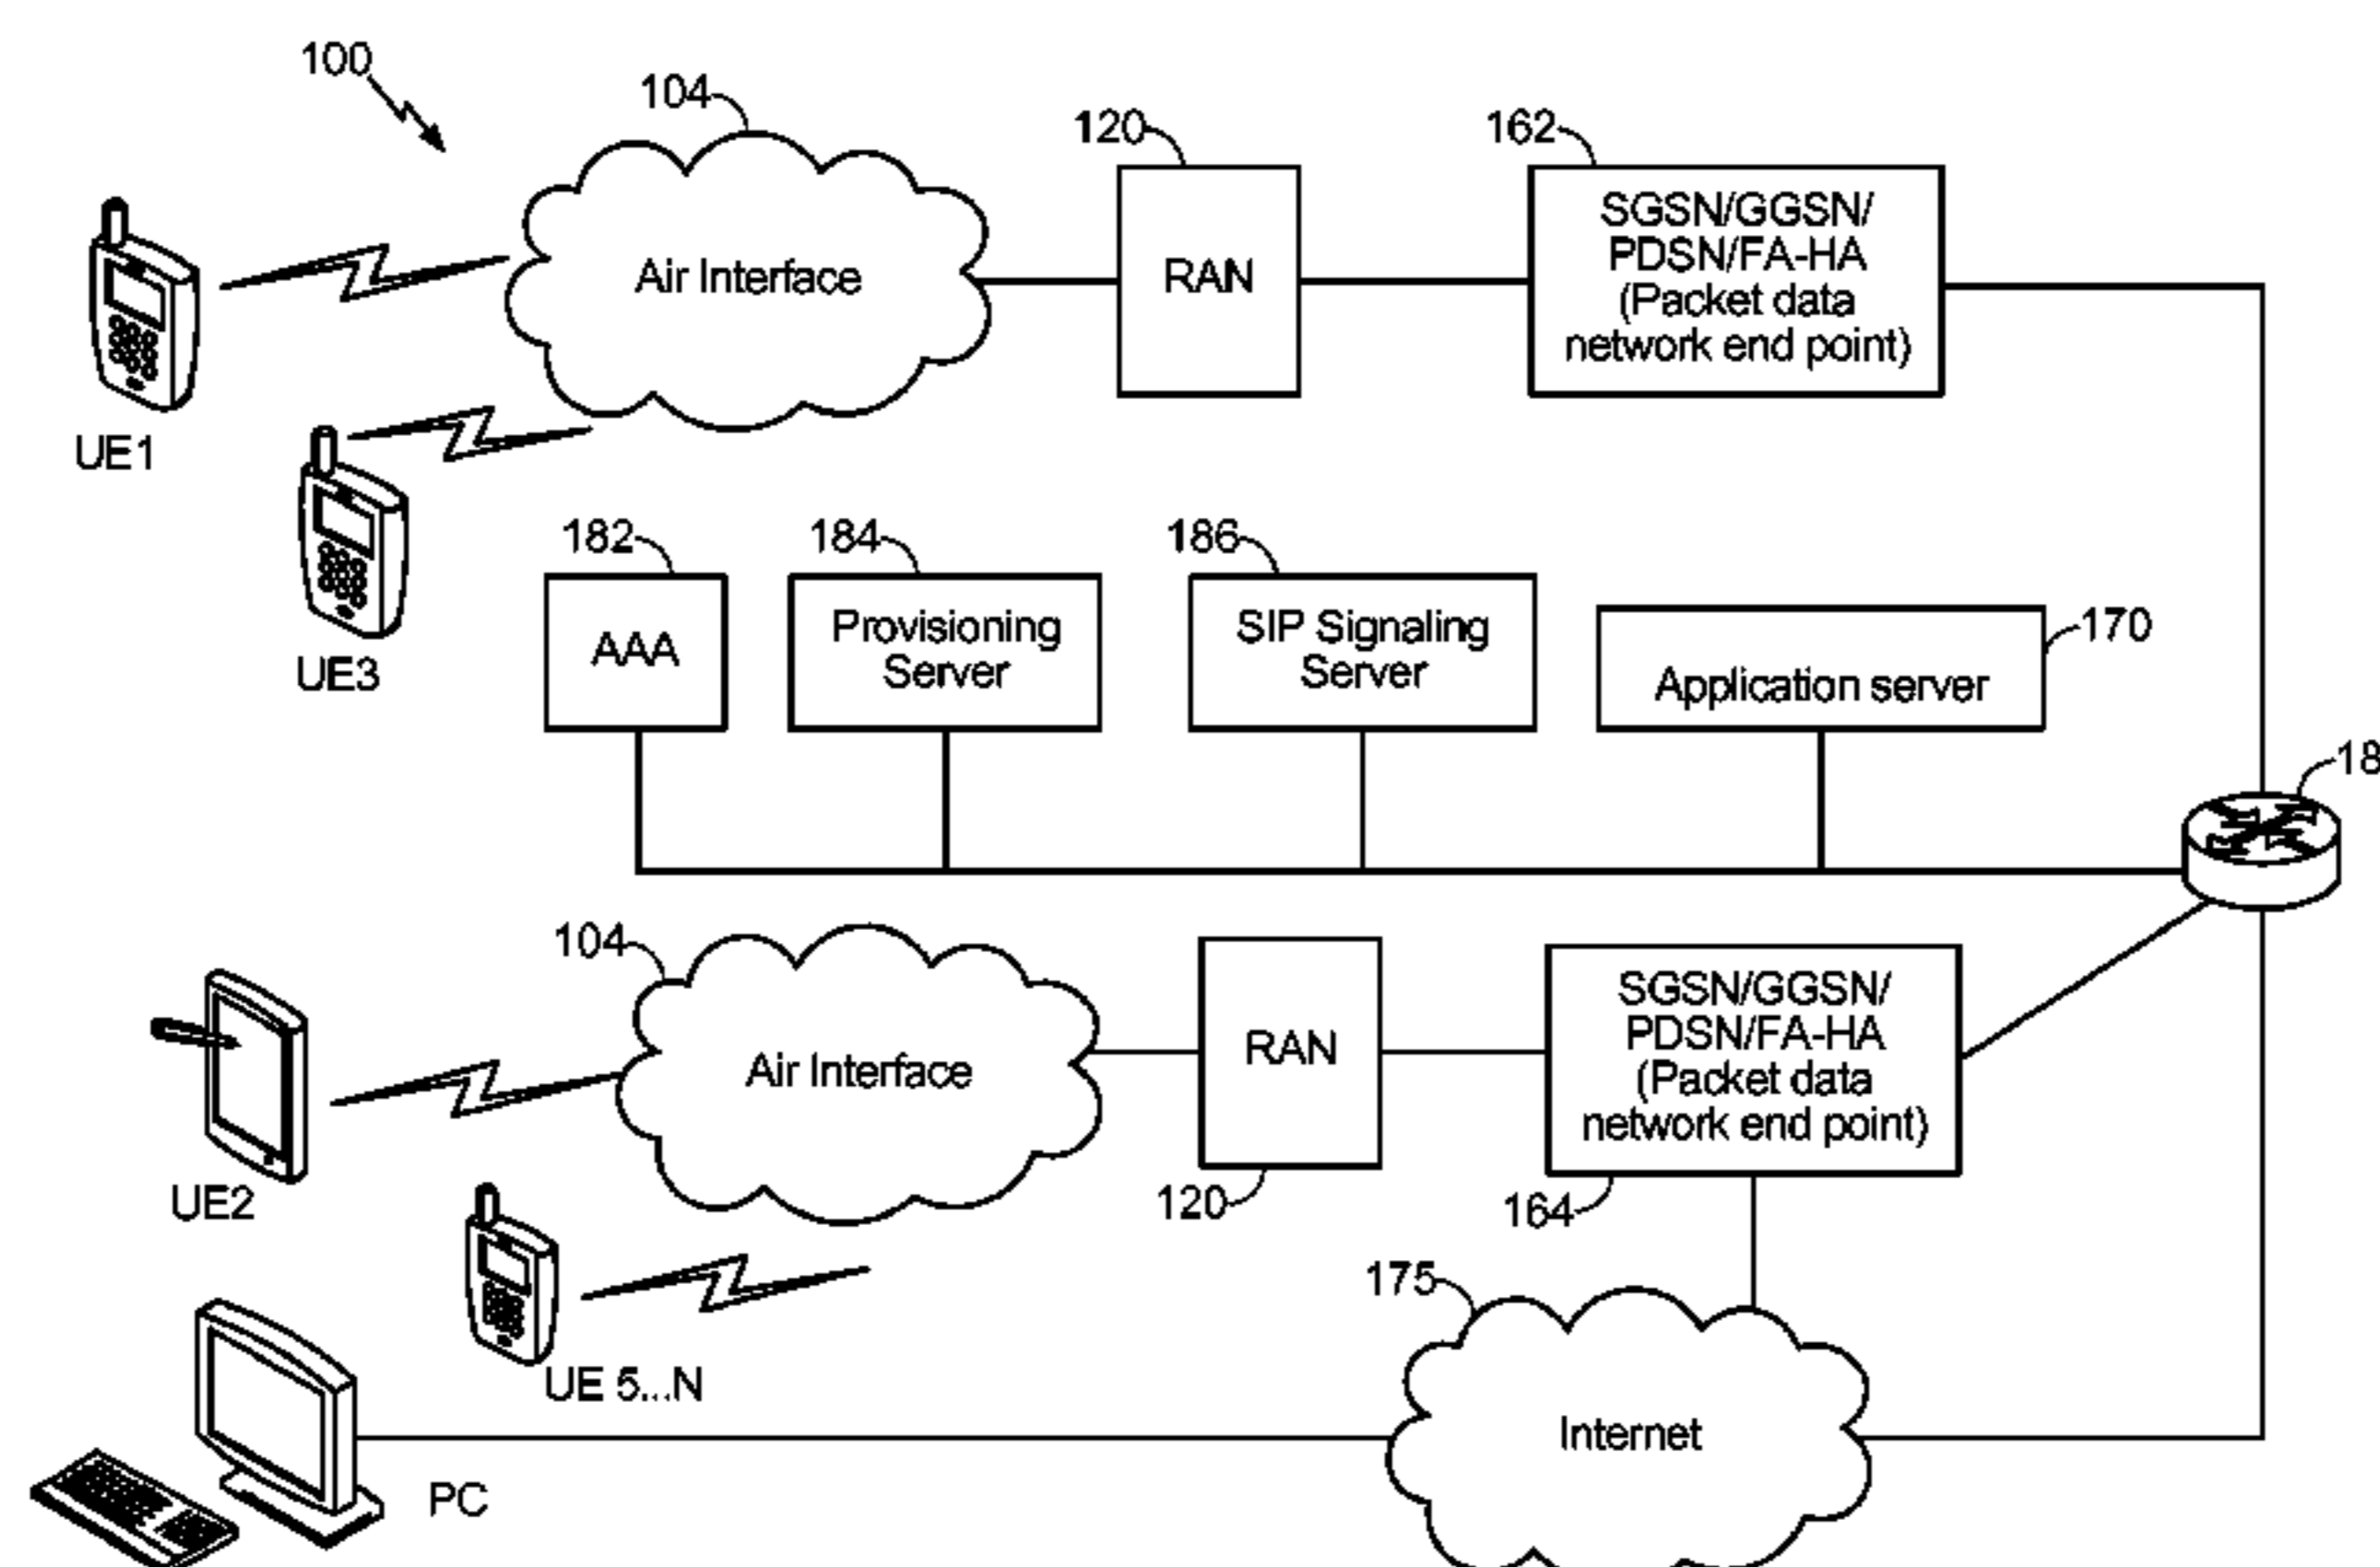 100
104
120
162
Air Interface
RAN
SGSN/GGSN/
PDSN/FA-HA
(Packet data
network end point)
UE1
UE3
182
184
186
170
AAA
Provisioning
Server
SIP Signaling
Server
Application server
18
104
Air Interface
RAN
SGSN/GGSN/
PDSN/FA-HA
(Packet data
network end point)
120
164
UE2
UE 5...N
175
Internet
PC